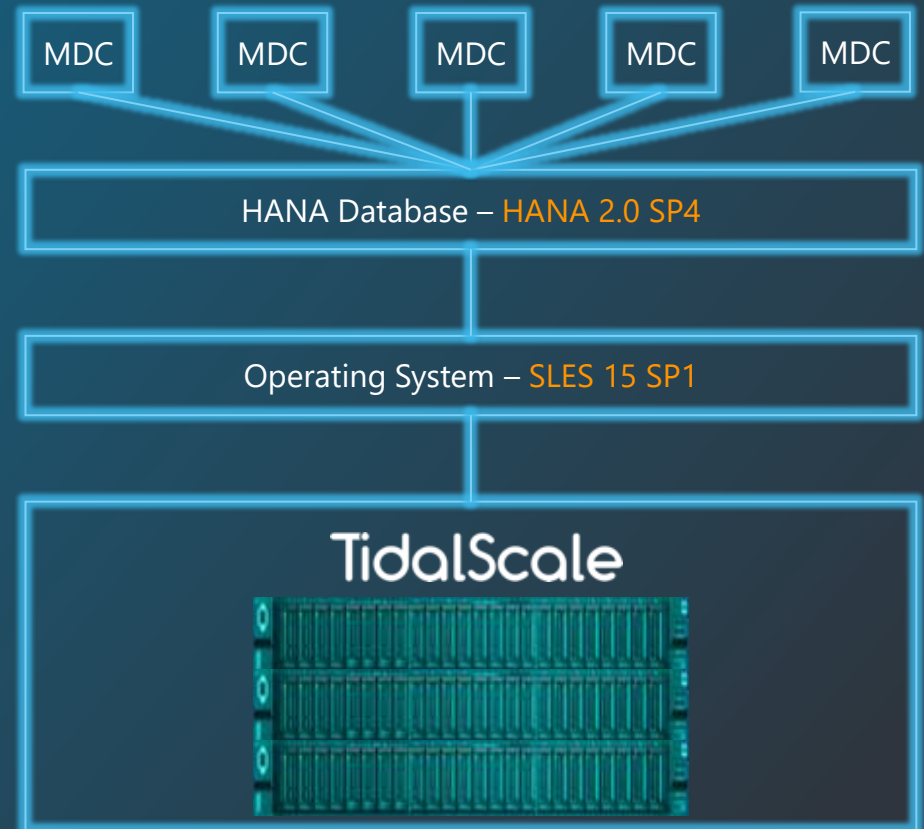 MDC
MDC
MDC
MDC
MDC
HANA Database – HANA 2.0 SP4
Operating System – SLES 15 SP1
TidalScale